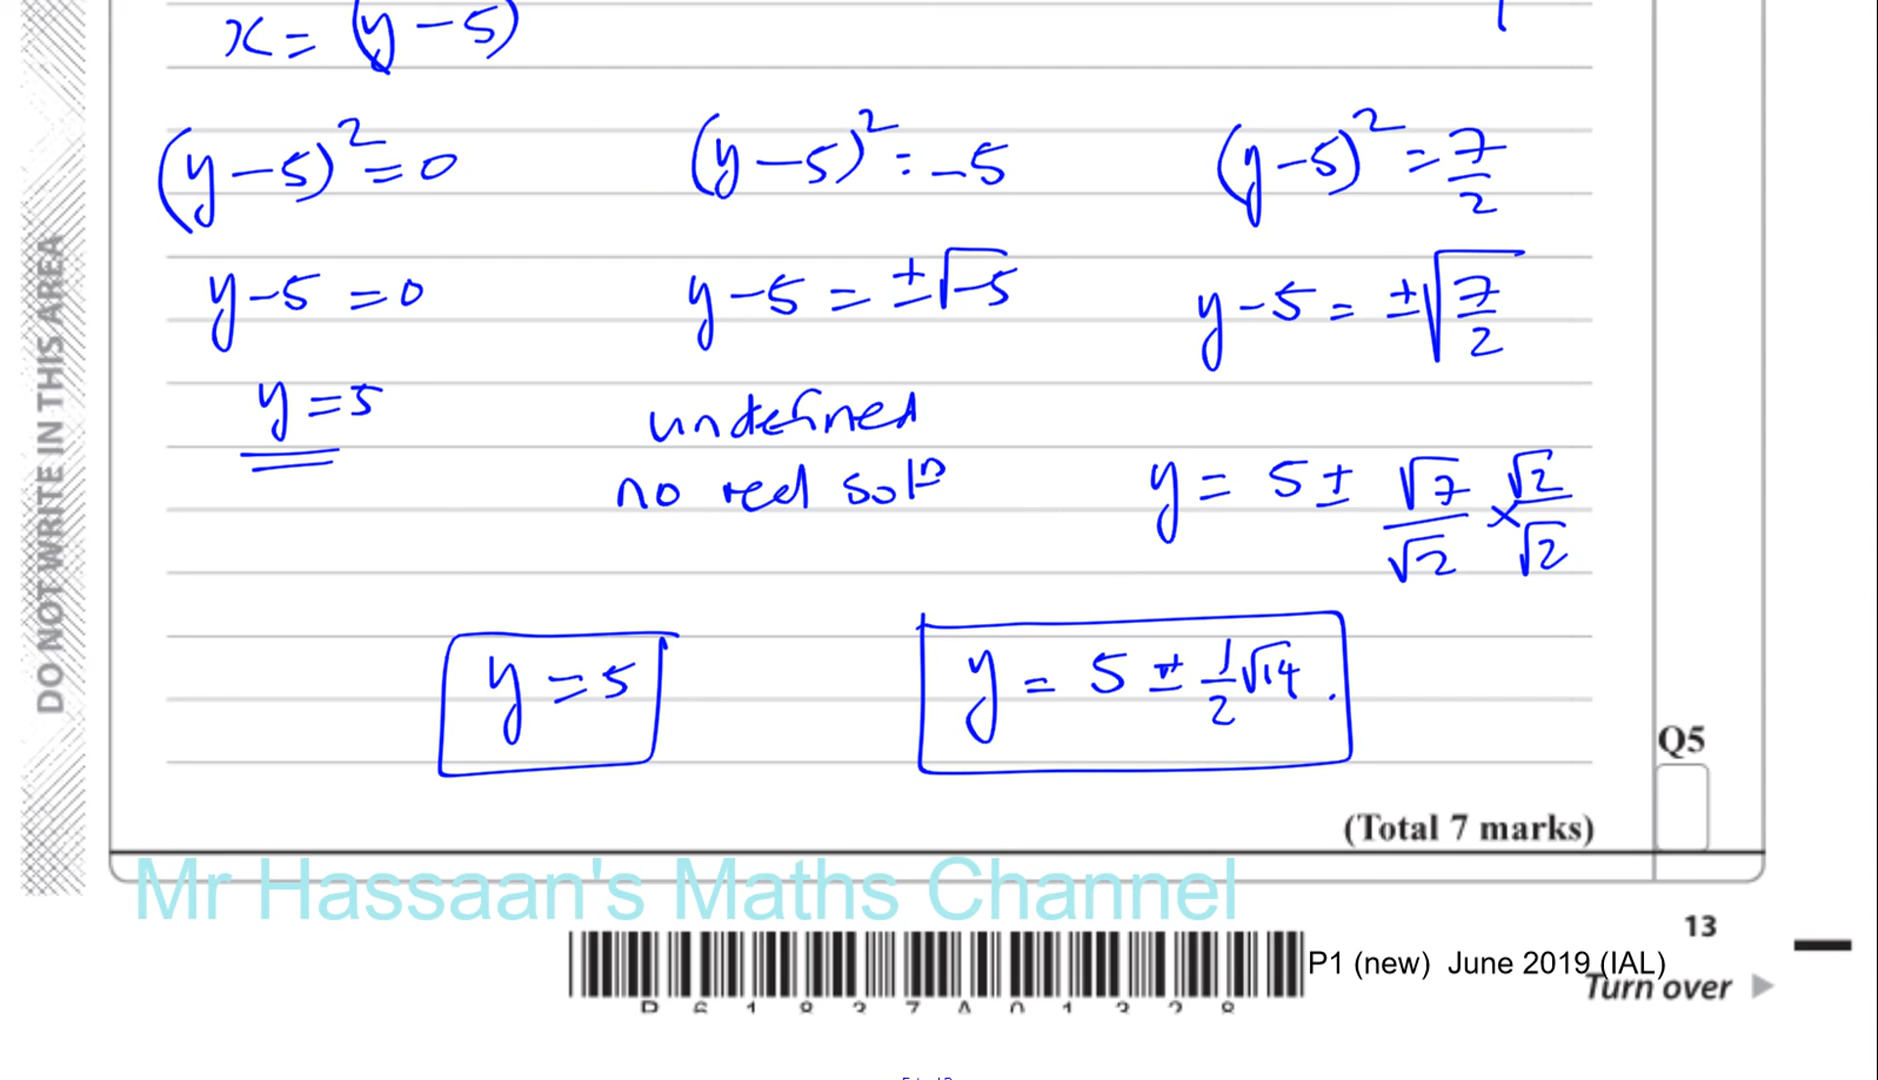 x = (y-5)
(y-5)² = 0   (y-5)² = -5   (y-5)² = 7/2
y-5 = 0   y-5 = ±√-5   y-5 = ±√7/2
y = 5   undefined
no real solⁿ   y = 5 ± √7/√2 × √2/√2
y = 5   y = 5 ± 1/2 √14.
DO NOT WRITE IN THIS AREA
Q5
(Total 7 marks)
Mr Hassaan's Maths Channel
13
P1 (new) June 2019 (IAL)
Turn over